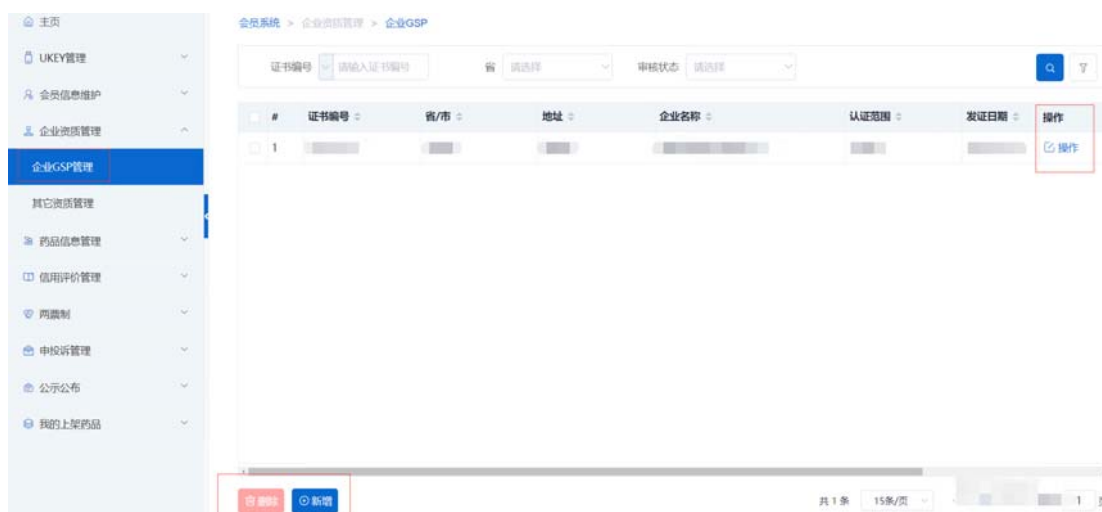 主页
UKEY管理
会员信息维护
企业资质管理
企业GSP管理
其它资质管理
药品信息管理
信用评价管理
两票制
申投诉管理
公示公布
我的上架药品
会员系统 > 企业资质管理 > 企业GSP
证书编号 请输入证书编号 省 请选择 审核状态 请选择
# 证书编号 省/市 地址 企业名称 认证范围 发证日期 操作
1 操作
删除 新增 共 1 条 15条/页 1